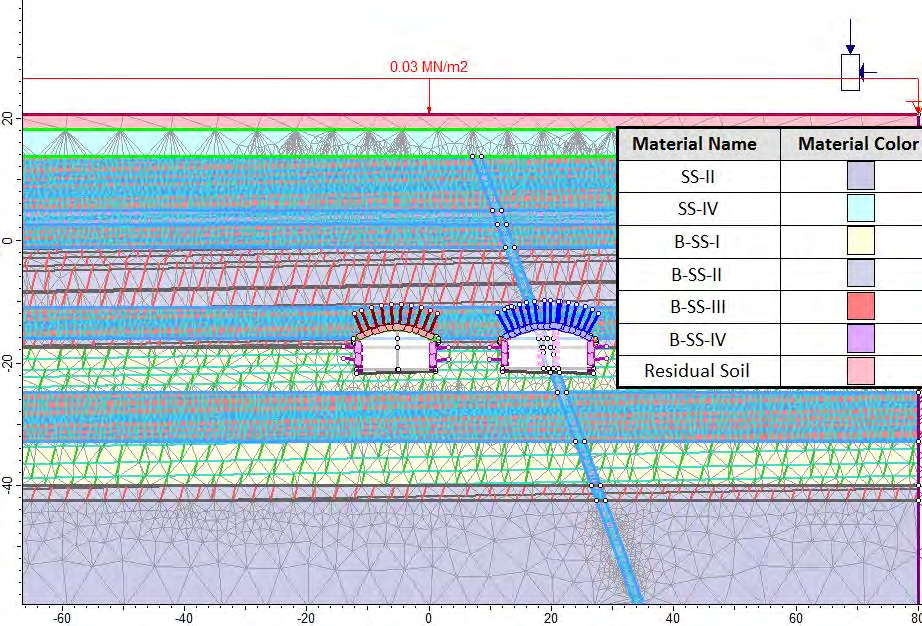 0.03 MN/m2
20
0
-20
-40
Material Name Material Color
SS-II
SS-IV
B-SS-I
B-SS-II
B-SS-III
B-SS-IV
Residual Soil
-60 -40 -20 0 20 40 60 80